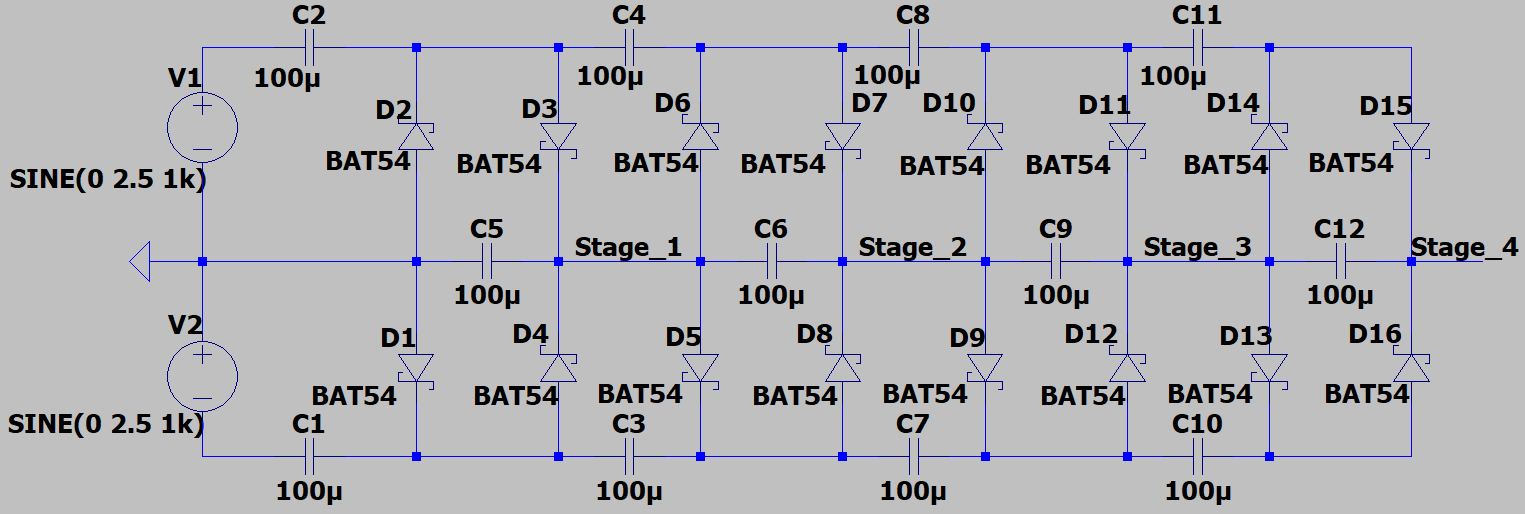 C2
C4
C8
C11
100µ
100µ
100µ
100µ
V1
SINE(0 2.5 1k)
D2
BAT54
D3
BAT54
D6
BAT54
D7
BAT54
D10
BAT54
D11
BAT54
D14
BAT54
D15
BAT54
C5
100µ
Stage_1
C6
100µ
Stage_2
C9
100µ
Stage_3
C12
100µ
Stage_4
V2
SINE(0 2.5 1k)
D1
BAT54
D4
BAT54
D5
BAT54
D8
BAT54
D9
BAT54
D12
BAT54
D13
BAT54
D16
BAT54
C1
C3
C7
C10
100µ
100µ
100µ
100µ